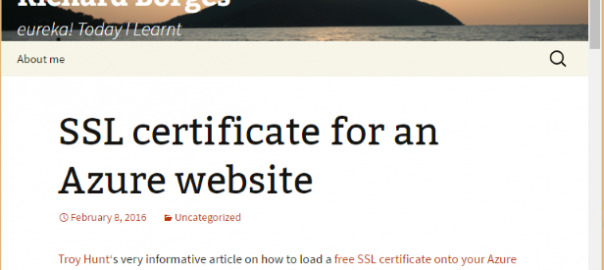 Richard Borges
eureka! Today I Learnt
About me
SSL certificate for an
Azure website
February 8, 2016 Uncategorized
Troy Hunt's very informative article on how to load a free SSL certificate onto your Azure